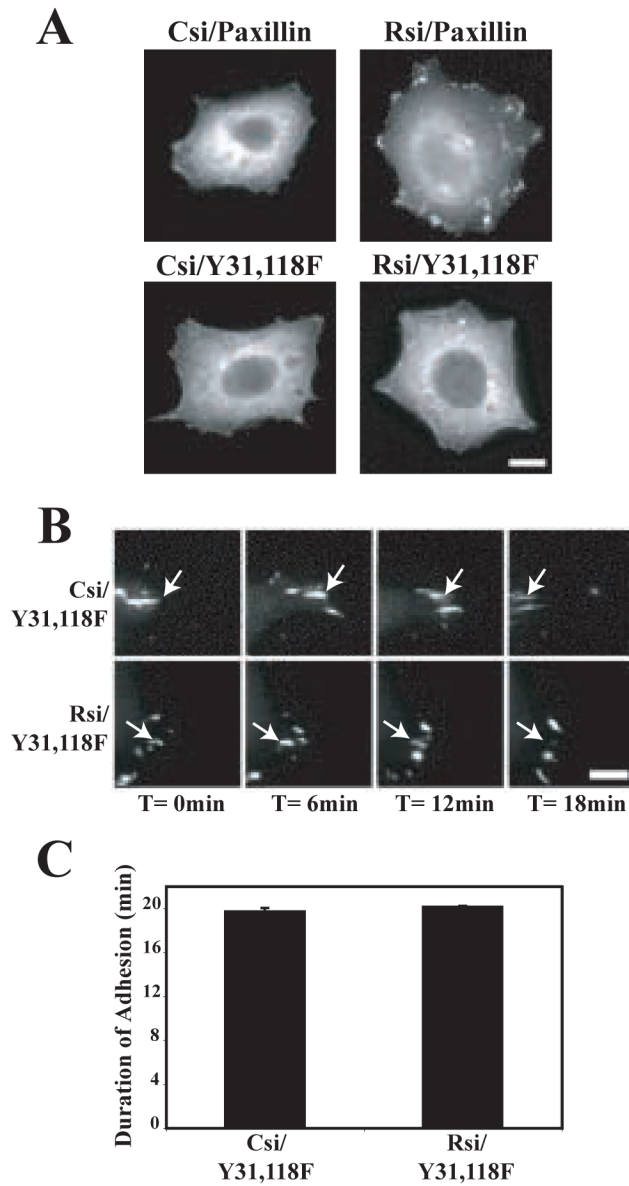 A
Csi/Paxillin Rsi/Paxillin
Csi/Y31,118F Rsi/Y31,118F
B
Csi/
Y31,118F
Rsi/
Y31,118F
T= 0min T= 6min T= 12min T= 18min
C
Duration of Adhesion (min)
20
16
12
8
4
0
Csi/
Y31,118F
Rsi/
Y31,118F